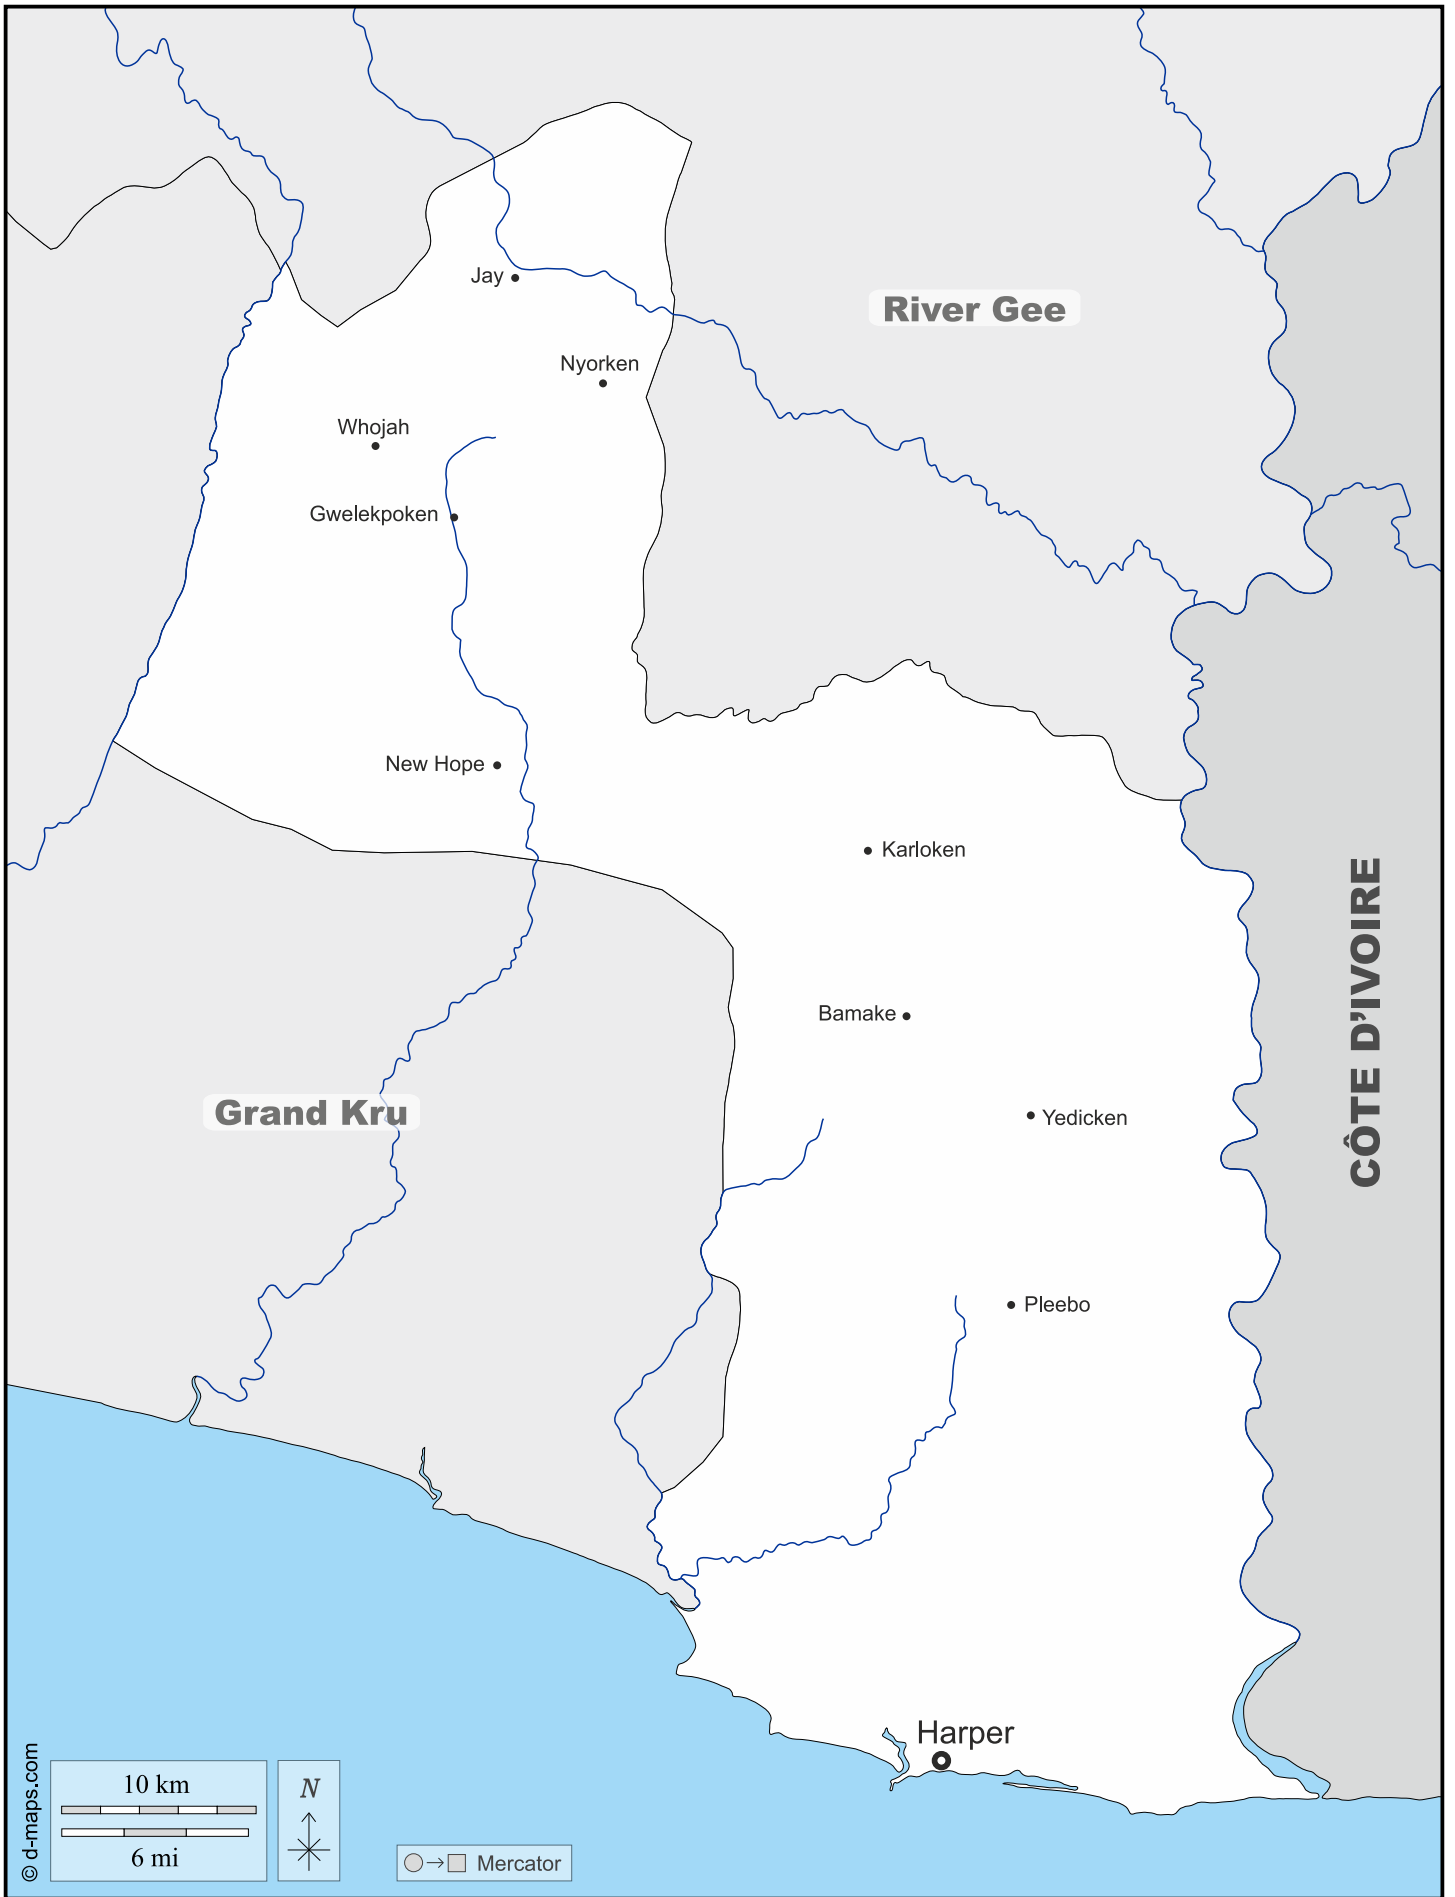 Jay
River Gee
Nyorken
Whojah
Gwelekpoken
New Hope
Karloken
CÔTE D'IVOIRE
Bamake
Grand Kru
Yedicken
Pleebo
Harper
© d-maps.com
10 km
6 mi
N
Mercator